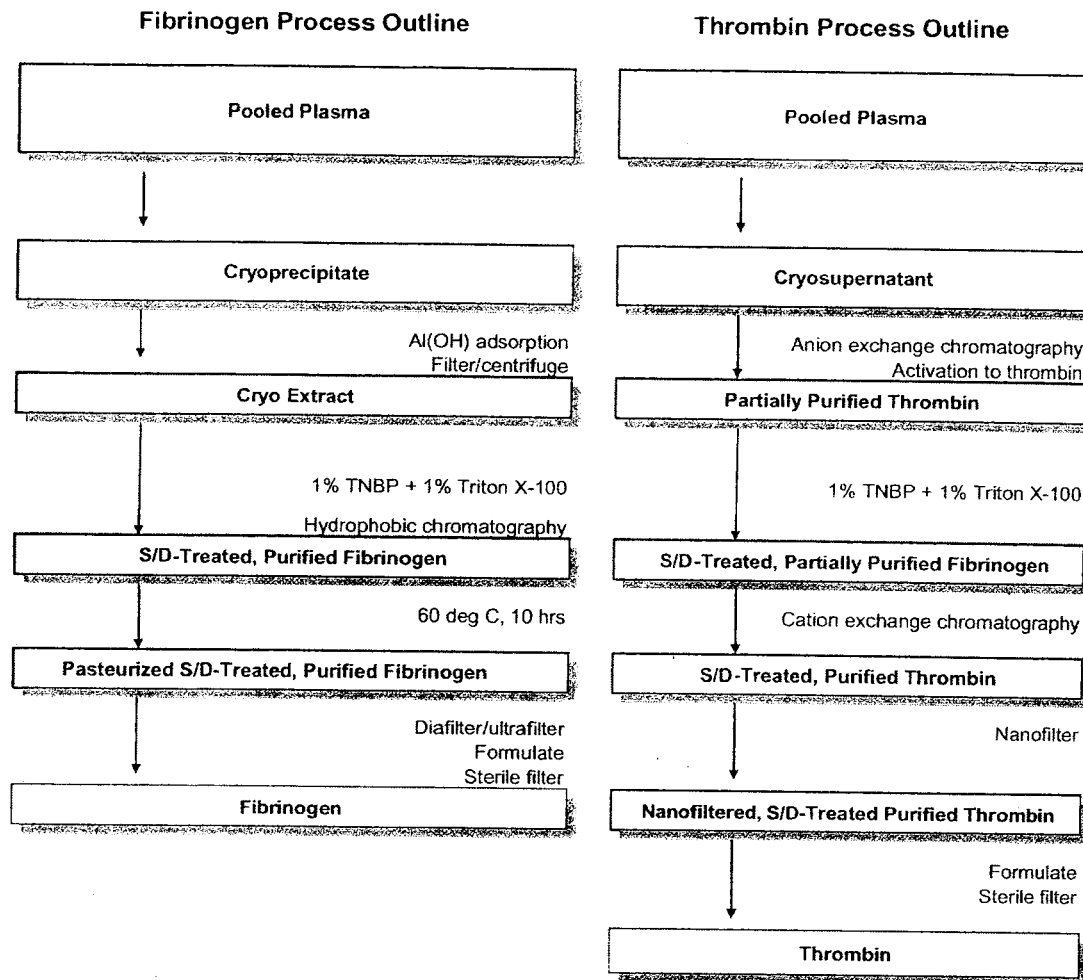 Fibrinogen Process Outline
Pooled Plasma
Cryoprecipitate
Al(OH) adsorption
Filter/centrifuge
Cryo Extract
1% TNBP + 1% Triton X-100
Hydrophobic chromatography
S/D-Treated, Purified Fibrinogen
60 deg C, 10 hrs
Pasteurized S/D-Treated, Purified Fibrinogen
Diafilter/ultrafilter
Formulate
Sterile filter
Fibrinogen
Thrombin Process Outline
Pooled Plasma
Cryosupernatant
Anion exchange chromatography
Activation to thrombin
Partially Purified Thrombin
1% TNBP + 1% Triton X-100
S/D-Treated, Partially Purified Fibrinogen
Cation exchange chromatography
S/D-Treated, Purified Thrombin
Nanofilter
Nanofiltered, S/D-Treated Purified Thrombin
Formulate
Sterile filter
Thrombin